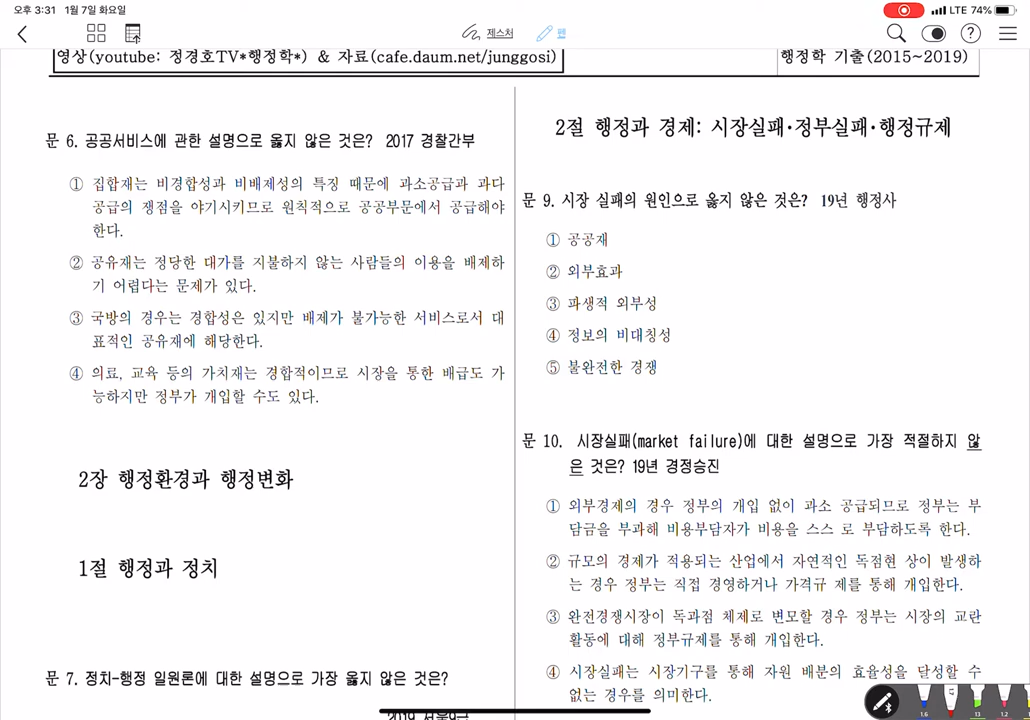 오후 3:31 1월 7일 화요일
LTE 74%
제스처
펜
영상(youtube: 정경호TV*행정학*) & 자료(cafe.daum.net/junggosi)
행정학 기출(2015~2019)
문 6. 공공서비스에 관한 설명으로 옳지 않은 것은? 2017 경찰간부
① 집합재는 비경합성과 비배제성의 특징 때문에 과소공급과 과다
공급의 쟁점을 야기시키므로 원칙적으로 공공부문에서 공급해야
한다.
② 공유재는 정당한 대가를 지불하지 않는 사람들의 이용을 배제하
기 어렵다는 문제가 있다.
③ 국방의 경우는 경합성은 있지만 배제가 불가능한 서비스로서 대
표적인 공유재에 해당한다.
④ 의료, 교육 등의 가치재는 경합적이므로 시장을 통한 배급도 가
능하지만 정부가 개입할 수도 있다.
2장 행정환경과 행정변화
1절 행정과 정치
문 7. 정치-행정 일원론에 대한 설명으로 가장 옳지 않은 것은?
2019 서울9급
2절 행정과 경제: 시장실패·정부실패·행정규제
문 9. 시장 실패의 원인으로 옳지 않은 것은? 19년 행정사
① 공공재
② 외부효과
③ 파생적 외부성
④ 정보의 비대칭성
⑤ 불완전한 경쟁
문 10. 시장실패(market failure)에 대한 설명으로 가장 적절하지 않
은 것은? 19년 경정승진
① 외부경제의 경우 정부의 개입 없이 과소 공급되므로 정부는 부
담금을 부과해 비용부담자가 비용을 스스 로 부담하도록 한다.
② 규모의 경제가 적용되는 산업에서 자연적인 독점현 상이 발생하
는 경우 정부는 직접 경영하거나 가격규 제를 통해 개입한다.
③ 완전경쟁시장이 독과점 체제로 변모할 경우 정부는 시장의 교란
활동에 대해 정부규제를 통해 개입한다.
④ 시장실패는 시장기구를 통해 자원 배분의 효율성을 달성할 수
없는 경우를 의미한다.
1.6
13
1.2